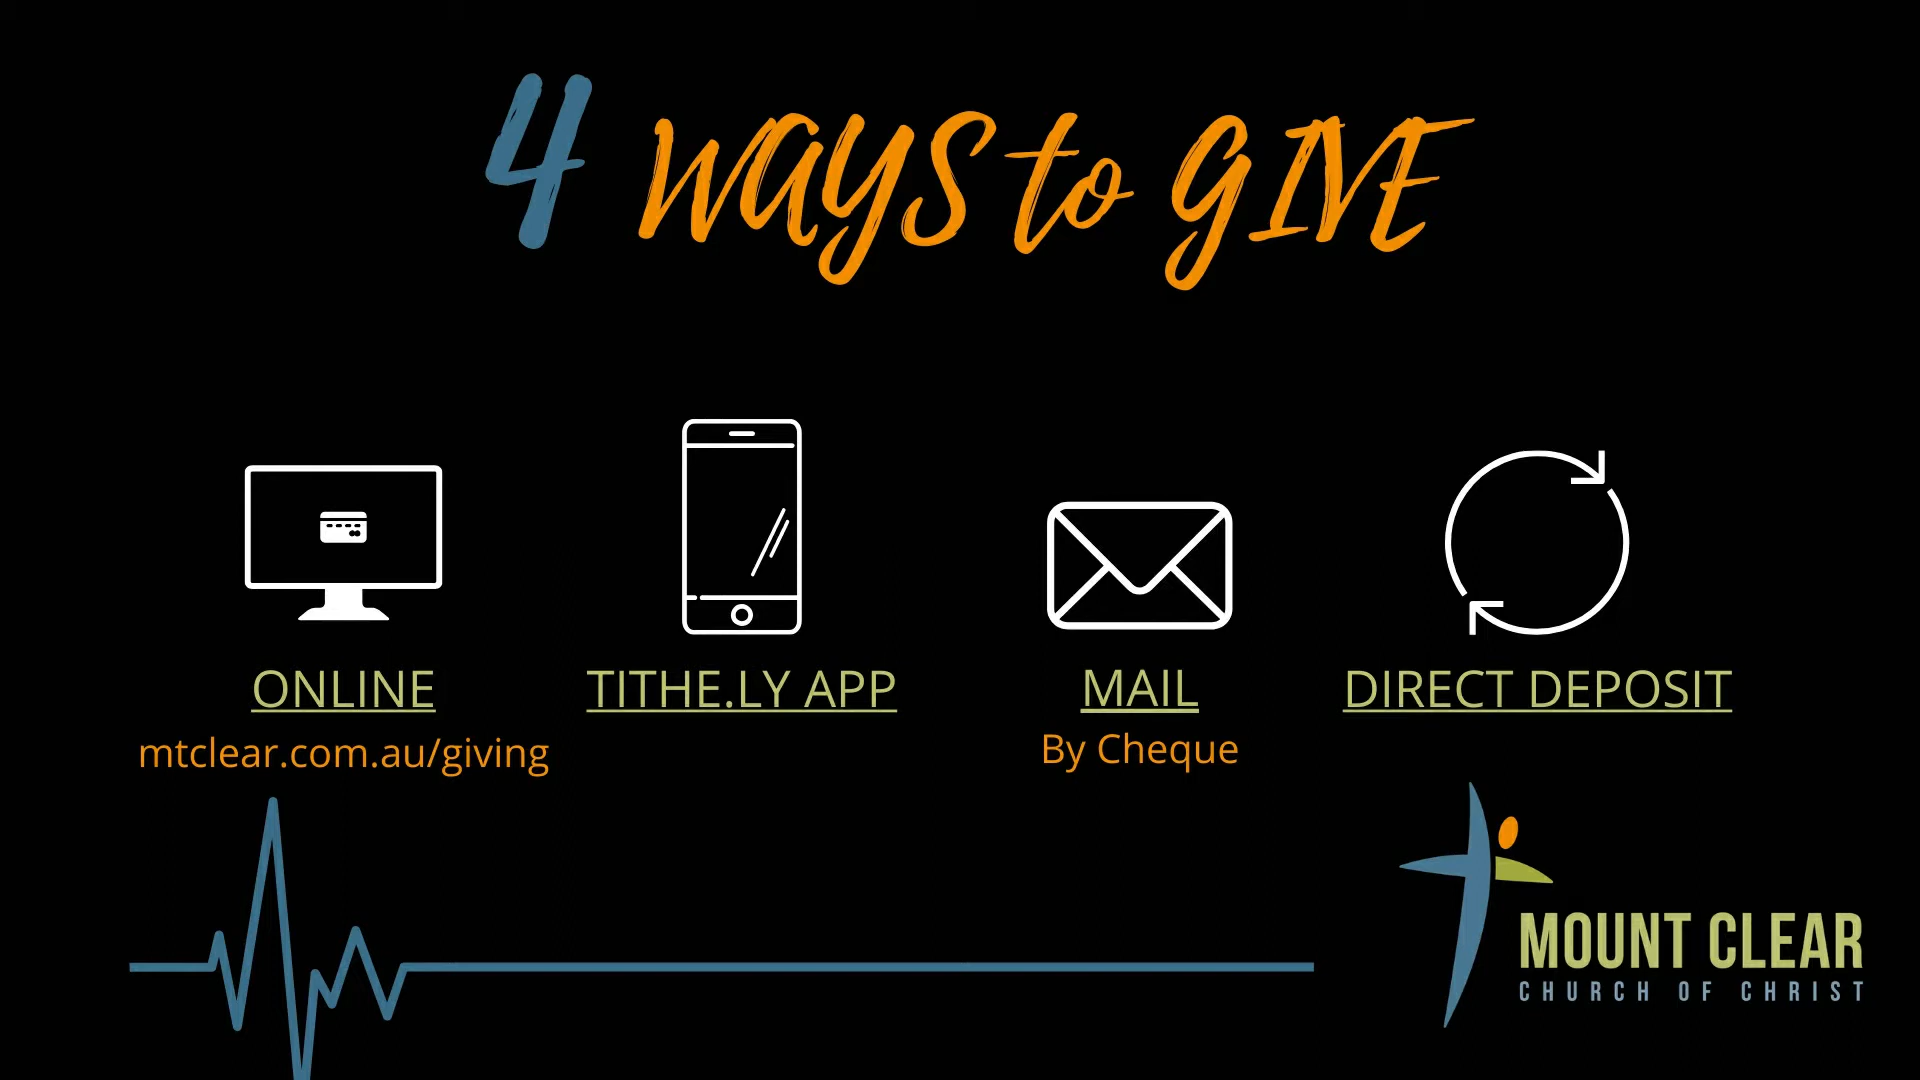 4 WAYS to GIVE
ONLINE
mtclear.com.au/giving
TITHE.LY APP
MAIL
By Cheque
DIRECT DEPOSIT
MOUNT CLEAR
CHURCH OF CHRIST